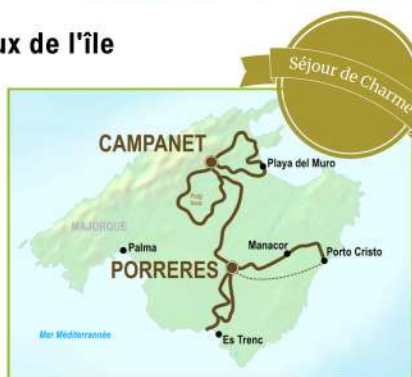 ux de l'île
Séjour de Charme
CAMPANET
Playa del Muro
MAJORQUE
Palma
Manacor
Porto Cristo
PORRERES
Mer Méditerrannée
Es Trenc